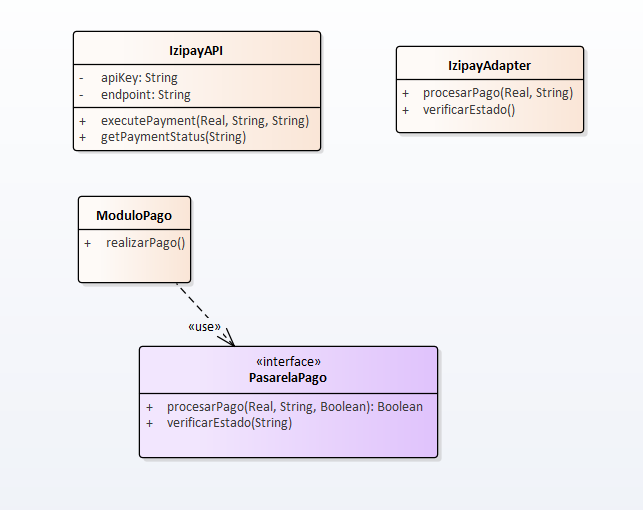 IzipayAPI
- apiKey: String
- endpoint: String
+ executePayment(Real, String, String)
+ getPaymentStatus(String)
IzipayAdapter
+ procesarPago(Real, String)
+ verificarEstado()
ModuloPago
+ realizarPago()
«use»
«interface»
PasarelaPago
+ procesarPago(Real, String, Boolean): Boolean
+ verificarEstado(String)